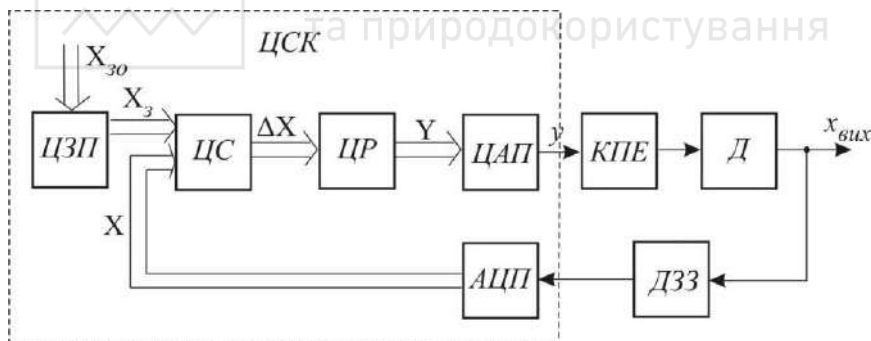 та природокористування
ЦСК
X_зо
X_з
ЦЗП
ЦС
ΔX
ЦР
Y
ЦАП
y
КПЕ
Д
x_вих
X
АЦП
ДЗЗ